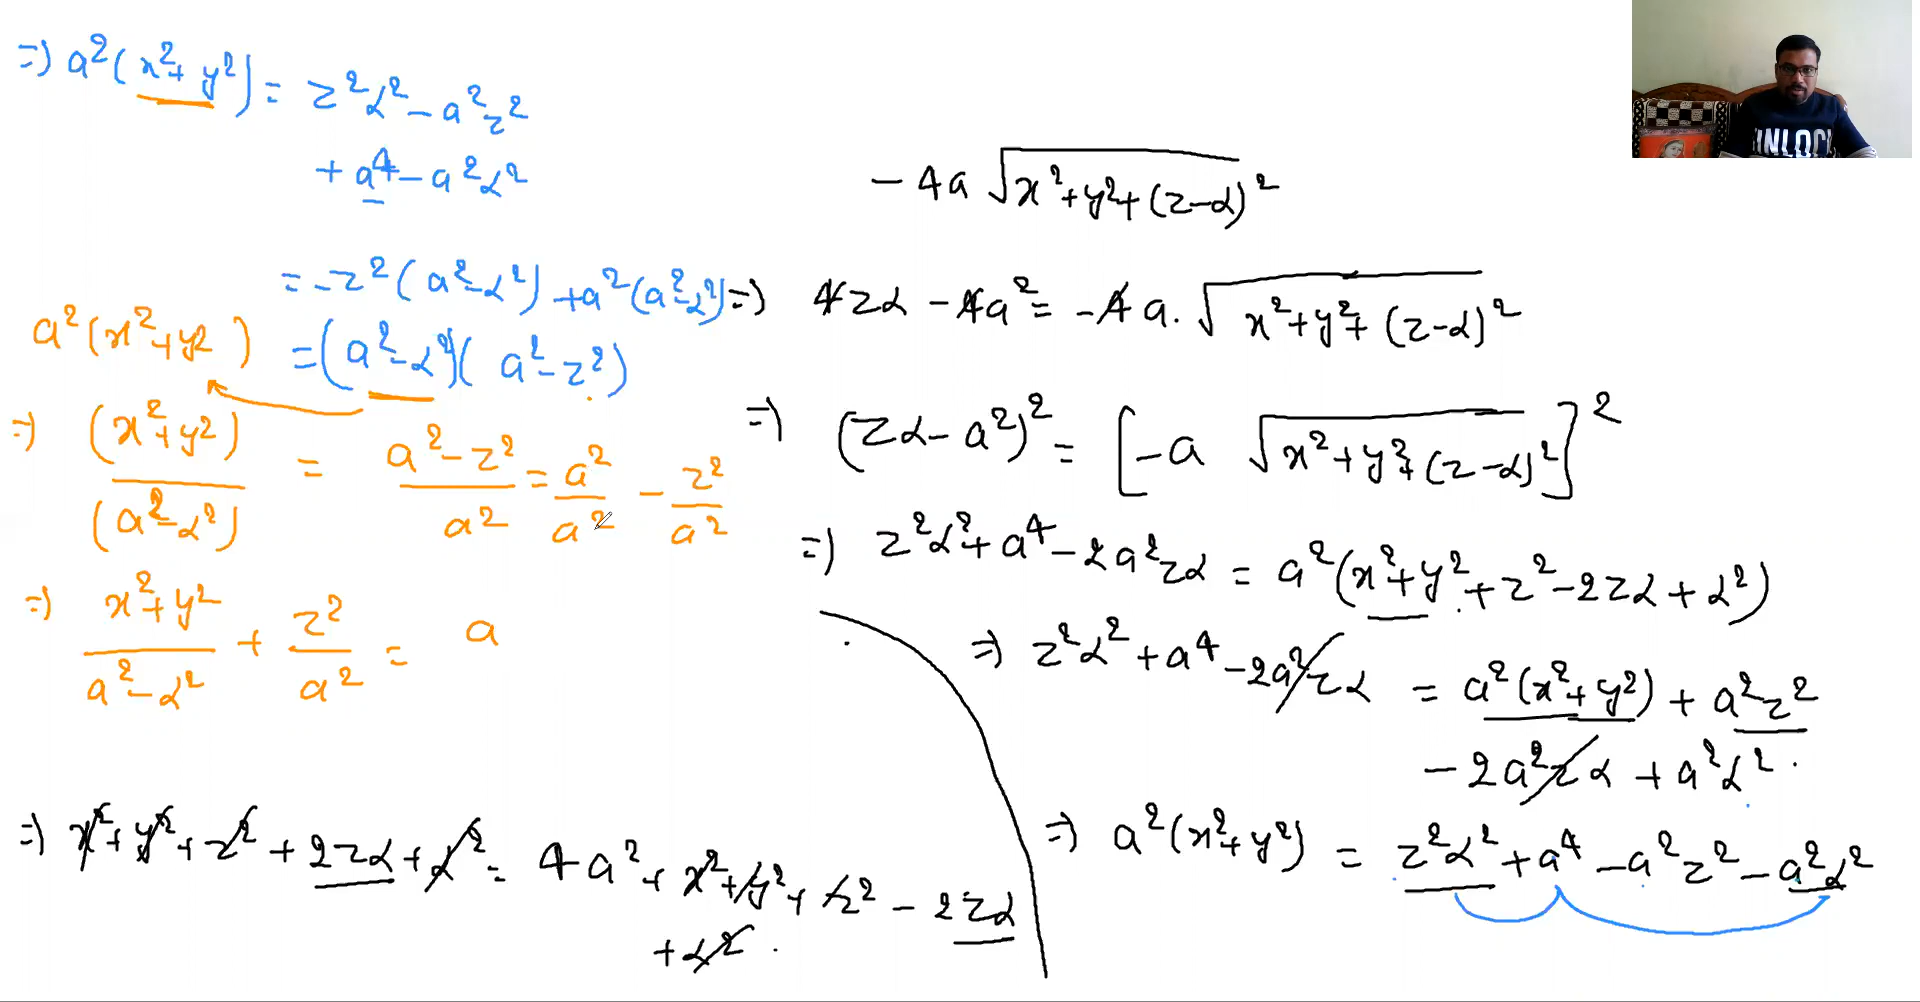 =) a²(x²+y²) = z²α² - a²z²
+ a⁴ - a²α²
= -z²(a²-α²) + a²(a²-α²)
a²(x²+y²) = (a²-α²)(a²-z²)
=) (x²+y²)/(a²-α²) = (a²-z²)/a² = a²/a² - z²/a²
=) (x²+y²)/(a²-α²) + z²/a² = a
=) x²+y²+z²+2zα+α² = 4a²+x²+y²+z²-2zα
+α².
-4a √x²+y²+(z-α)²
=) 4zα - 4a² = -4a. √x²+y²+(z-α)²
=) (zα-a²)² = [-a √x²+y²+(z-α)²]²
=) z²α²+a⁴-2a²zα = a²(x²+y²+z²-2zα+α²)
=) z²α²+a⁴-2a²zα = a²(x²+y²)+a²z²
-2a²zα+a²α².
=) a²(x²+y²) = z²α²+a⁴-a²z²-a²α²
UNLOC